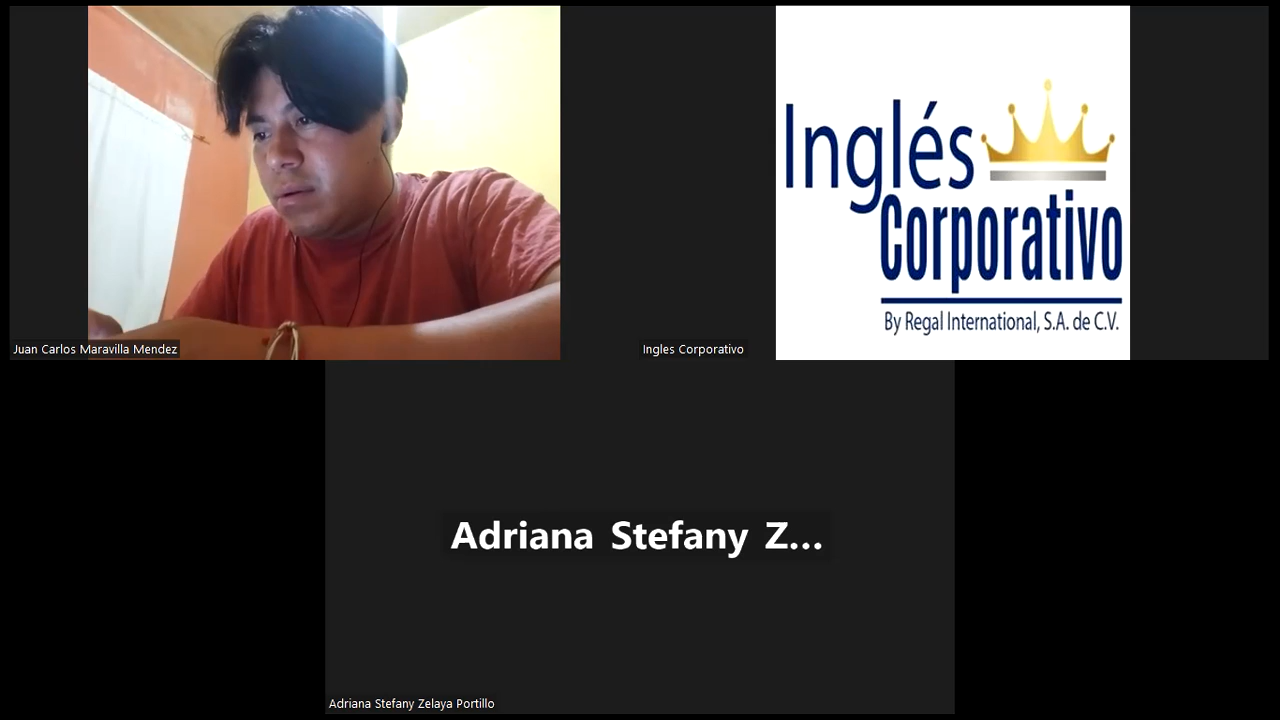 Inglés
Corporativo
By Regal International, S.A. de C.V.
Juan Carlos Maravilla Mendez
Ingles Corporativo
Adriana Stefany Z...
Adriana Stefany Zelaya Portillo